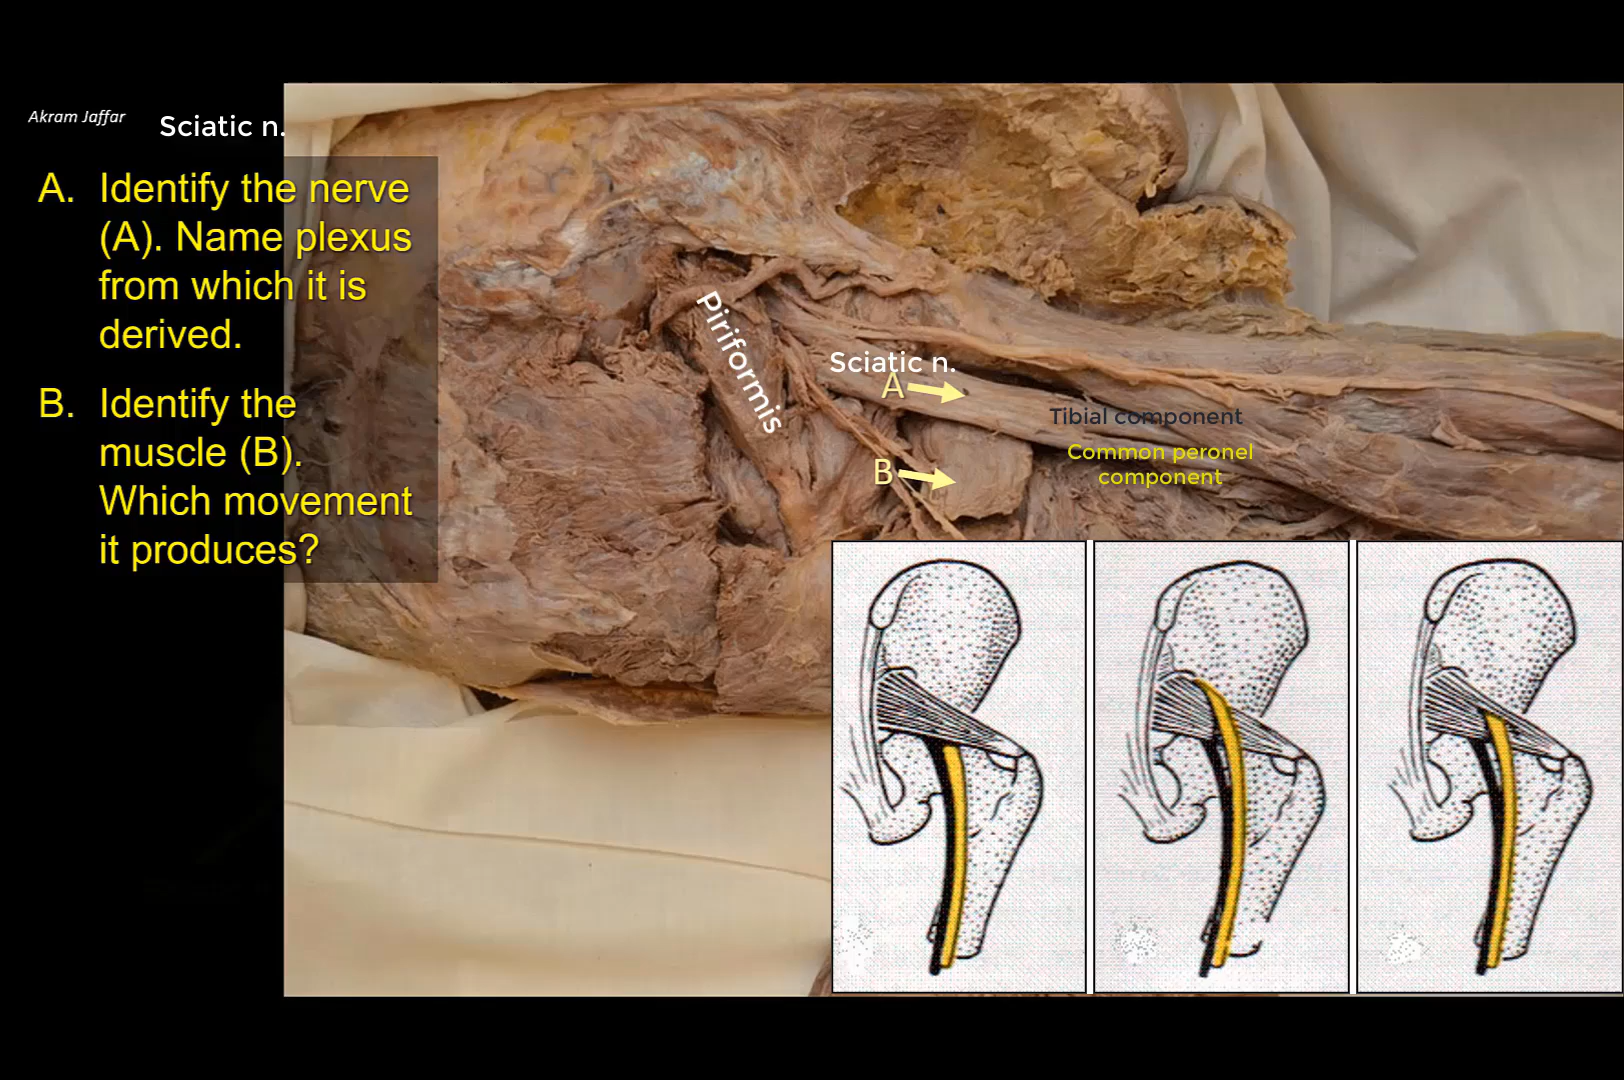 Akram Jaffar
Sciatic n.
A. Identify the nerve
(A). Name plexus
from which it is
derived.
B. Identify the
muscle (B).
Which movement
it produces?
Piriformis
Sciatic n.
A
Tibial component
Common peronel
component
B